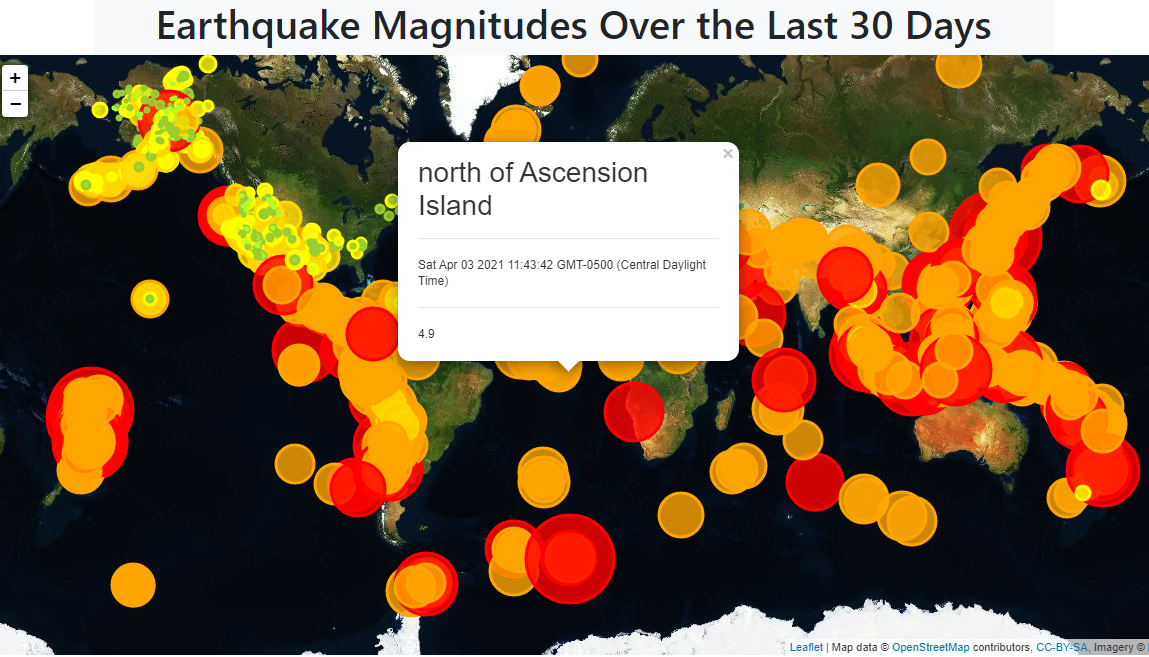 Earthquake Magnitudes Over the Last 30 Days
+
−
×
north of Ascension
Island
Sat Apr 03 2021 11:43:42 GMT-0500 (Central Daylight
Time)
4.9
Leaflet | Map data © OpenStreetMap contributors, CC-BY-SA, Imagery ©